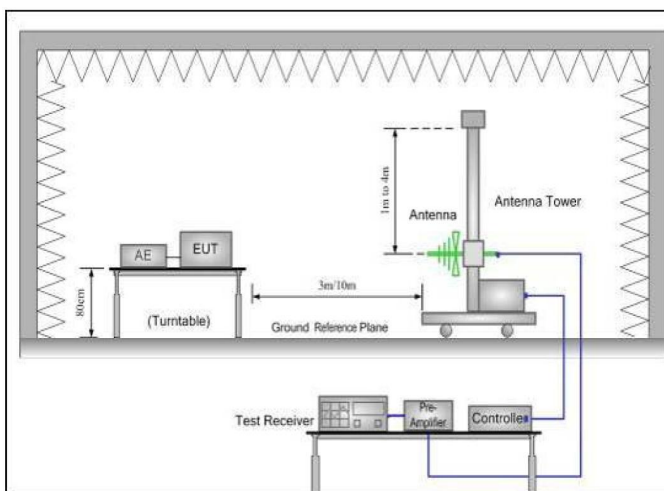 1m to 4m
Antenna
Antenna Tower
AE
EUT
80cm
3m/10m
(Turntable)
Ground Reference Plane
Test Receiver
Pre-
Amplifier
Controlle